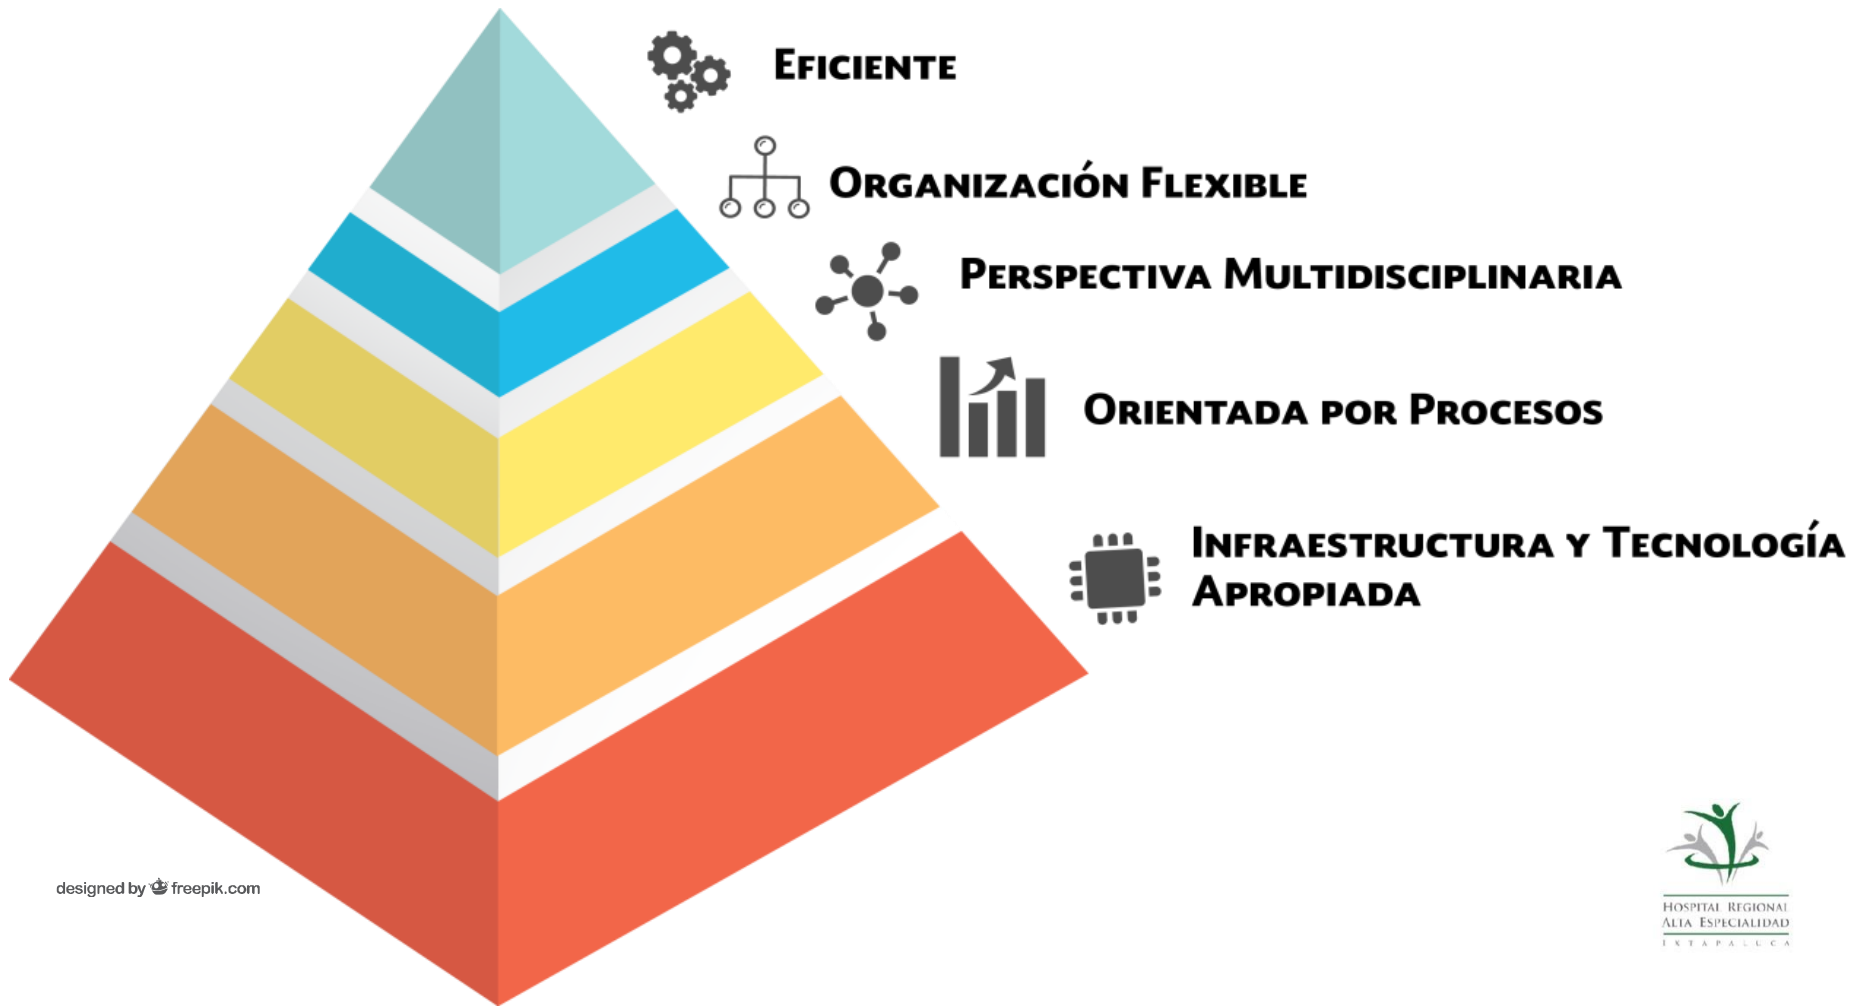 EFICIENTE
ORGANIZACIÓN FLEXIBLE
PERSPECTIVA MULTIDISCIPLINARIA
ORIENTADA POR PROCESOS
INFRAESTRUCTURA Y TECNOLOGÍA
APROPIADA
designed by freepik.com
HOSPITAL REGIONAL
ALTA ESPECIALIDAD
IXTAPALUCA